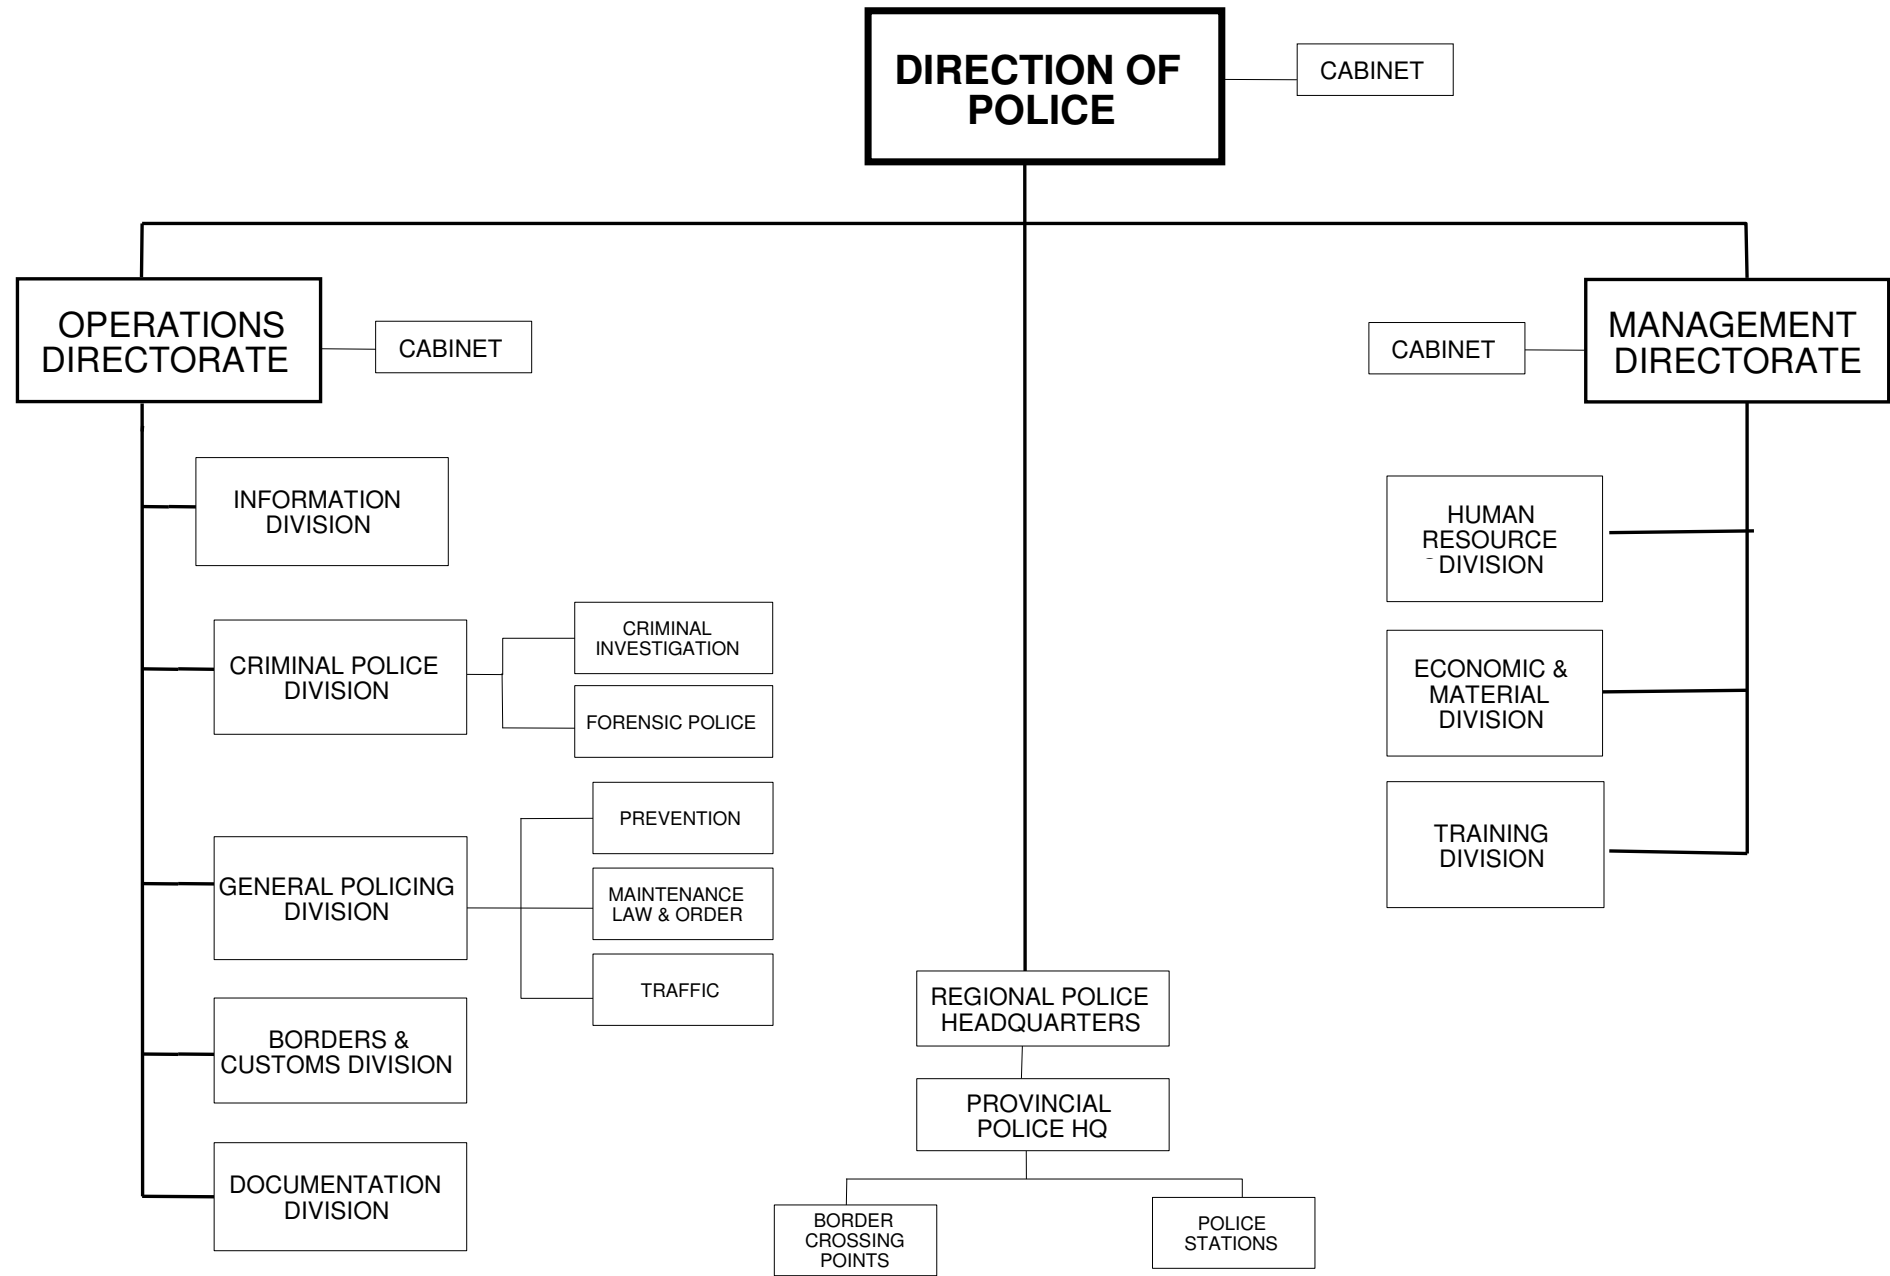 DIRECTION OF
POLICE
CABINET
OPERATIONS
DIRECTORATE
CABINET
CABINET
MANAGEMENT
DIRECTORATE
INFORMATION
DIVISION
HUMAN
RESOURCE
DIVISION
CRIMINAL POLICE
DIVISION
CRIMINAL
INVESTIGATION
FORENSIC POLICE
ECONOMIC &
MATERIAL
DIVISION
GENERAL POLICING
DIVISION
PREVENTION
MAINTENANCE
LAW & ORDER
TRAFFIC
TRAINING
DIVISION
BORDERS &
CUSTOMS DIVISION
DOCUMENTATION
DIVISION
REGIONAL POLICE
HEADQUARTERS
PROVINCIAL
POLICE HQ
BORDER
CROSSING
POINTS
POLICE
STATIONS